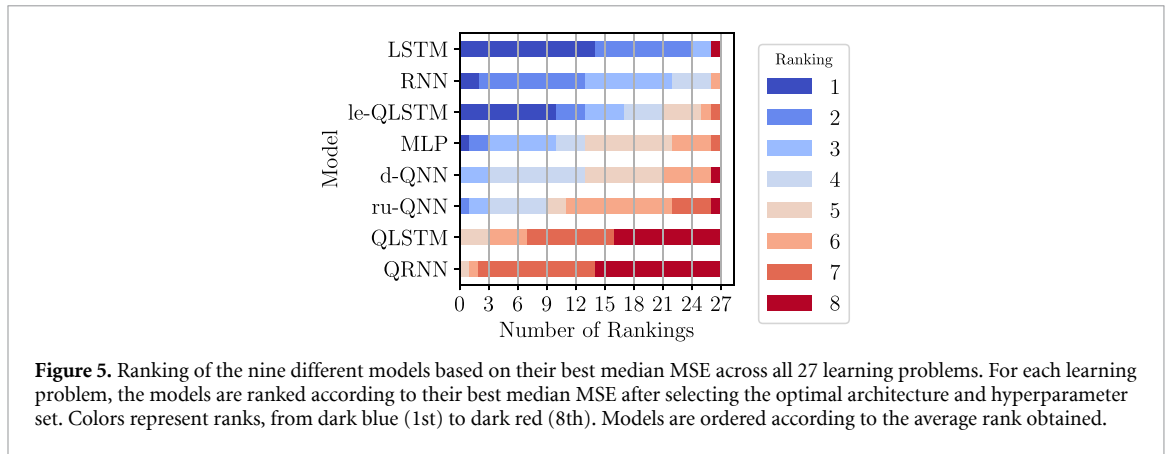 LSTM
RNN
le-QLSTM
MLP
d-QNN
ru-QNN
QLSTM
QRNN
Model
0 3 6 9 12 15 18 21 24 27
Number of Rankings
Ranking
1
2
3
4
5
6
7
8
Figure 5. Ranking of the nine different models based on their best median MSE across all 27 learning problems. For each learning
problem, the models are ranked according to their best median MSE after selecting the optimal architecture and hyperparameter
set. Colors represent ranks, from dark blue (1st) to dark red (8th). Models are ordered according to the average rank obtained.